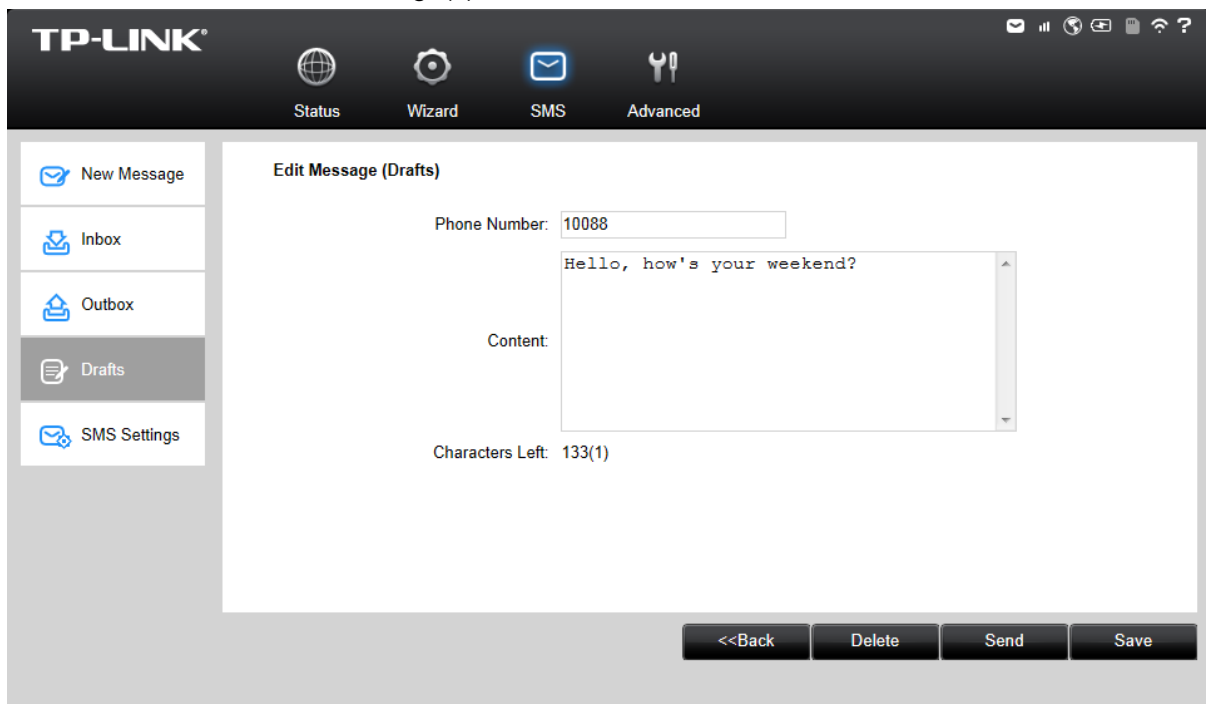 TP-LINK®
?
Status Wizard SMS Advanced
New Message
Inbox
Outbox
Drafts
SMS Settings
Edit Message (Drafts)
Phone Number: 10088
Content: Hello, how's your weekend?
Characters Left: 133(1)
<<Back Delete Send Save